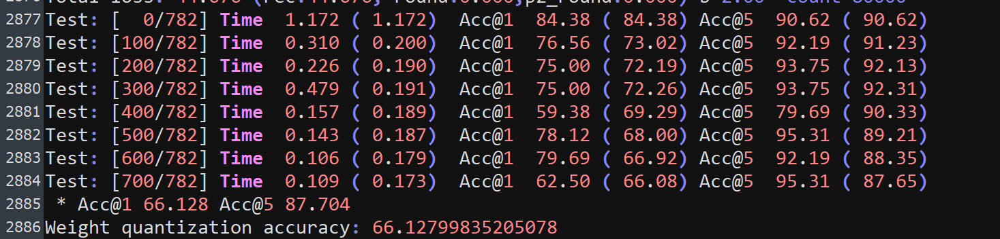 2877 Test: [  0/782] Time  1.172 ( 1.172)  Acc@1  84.38 ( 84.38) Acc@5  90.62 ( 90.62)
2878 Test: [100/782] Time  0.310 ( 0.200)  Acc@1  76.56 ( 73.02) Acc@5  92.19 ( 91.23)
2879 Test: [200/782] Time  0.226 ( 0.190)  Acc@1  75.00 ( 72.19) Acc@5  93.75 ( 92.13)
2880 Test: [300/782] Time  0.479 ( 0.191)  Acc@1  75.00 ( 72.26) Acc@5  93.75 ( 92.31)
2881 Test: [400/782] Time  0.157 ( 0.189)  Acc@1  59.38 ( 69.29) Acc@5  79.69 ( 90.33)
2882 Test: [500/782] Time  0.143 ( 0.187)  Acc@1  78.12 ( 68.00) Acc@5  95.31 ( 89.21)
2883 Test: [600/782] Time  0.106 ( 0.179)  Acc@1  79.69 ( 66.92) Acc@5  92.19 ( 88.35)
2884 Test: [700/782] Time  0.109 ( 0.173)  Acc@1  62.50 ( 66.08) Acc@5  95.31 ( 87.65)
2885  * Acc@1 66.128 Acc@5 87.704
2886 Weight quantization accuracy: 66.12799835205078